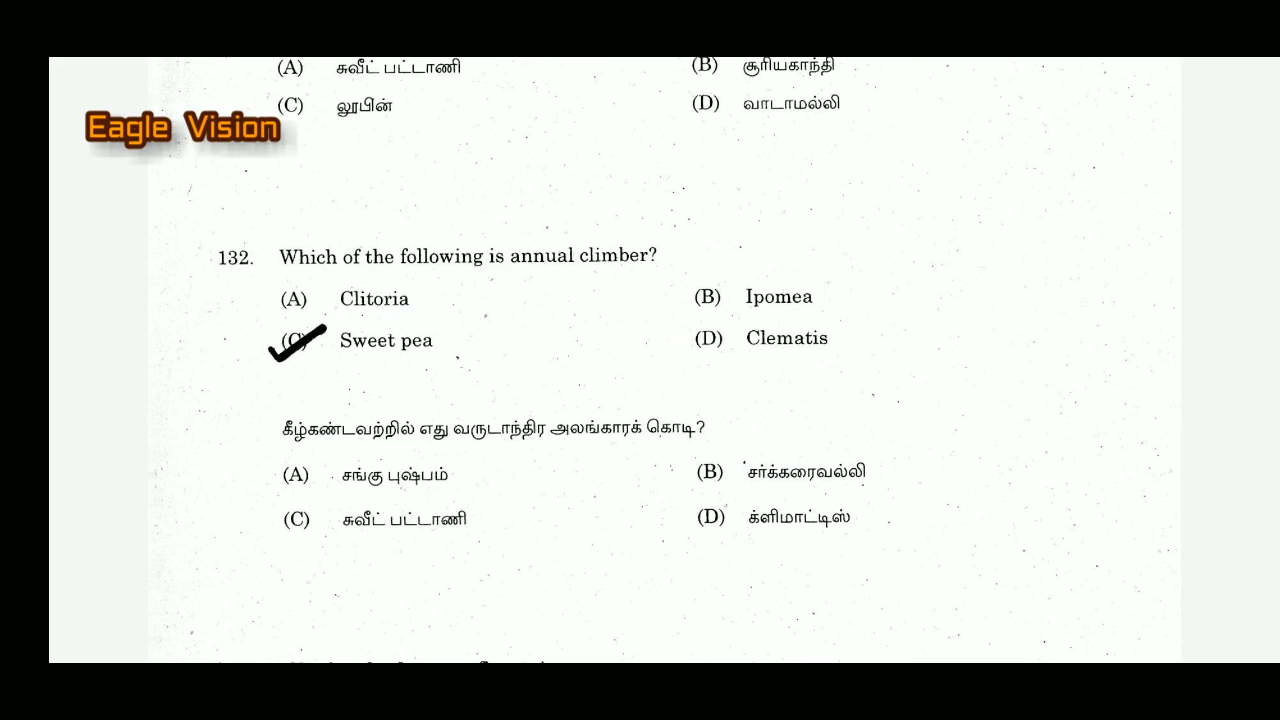 (A) சுவீட் பட்டாணி (B) சூரியகாந்தி
(C) லூபின் (D) வாடாமல்லி
Eagle Vision
132. Which of the following is annual climber?
(A) Clitoria (B) Ipomea
(C) Sweet pea (D) Clematis
கீழ்கண்டவற்றில் எது வருடாந்திர அலங்காரக் கொடி?
(A) சங்கு புஷ்பம் (B) சர்க்கரைவல்லி
(C) சுவீட் பட்டாணி (D) க்ளிமாட்டிஸ்